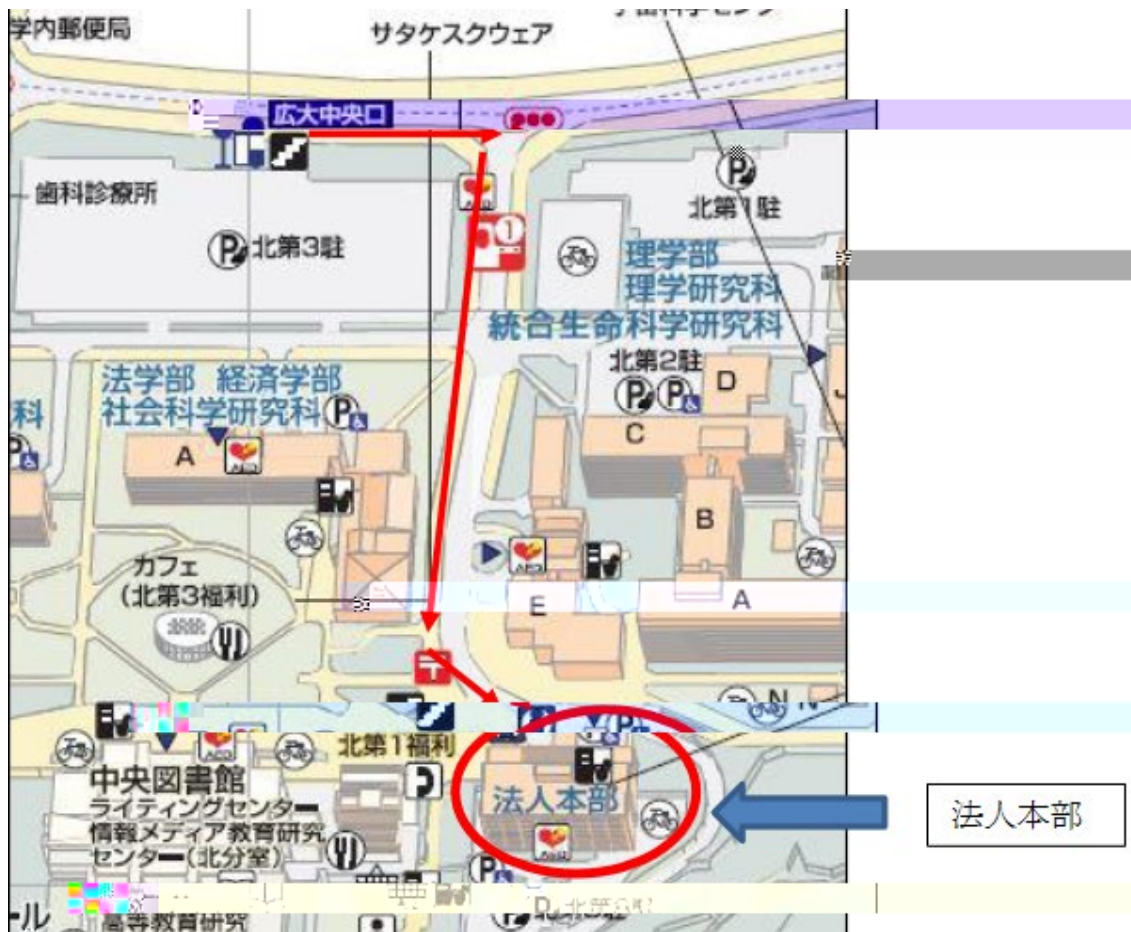 学内郵便局
サタケスクウェア
広大中央口
歯科診療所
北第3駐
北第1駐
1
理学部
理学研究科
統合生命科学研究科
北第2駐
法学部 経済学部
社会科学研究科
科
A
AED
D
C
J
B
カフェ
(北第3福利)
E
A
N
北第1福利
中央図書館
ライティングセンター
情報メディア教育研究
センター(北分室)
法人本部
AED
法人本部
ール
高等教育研究